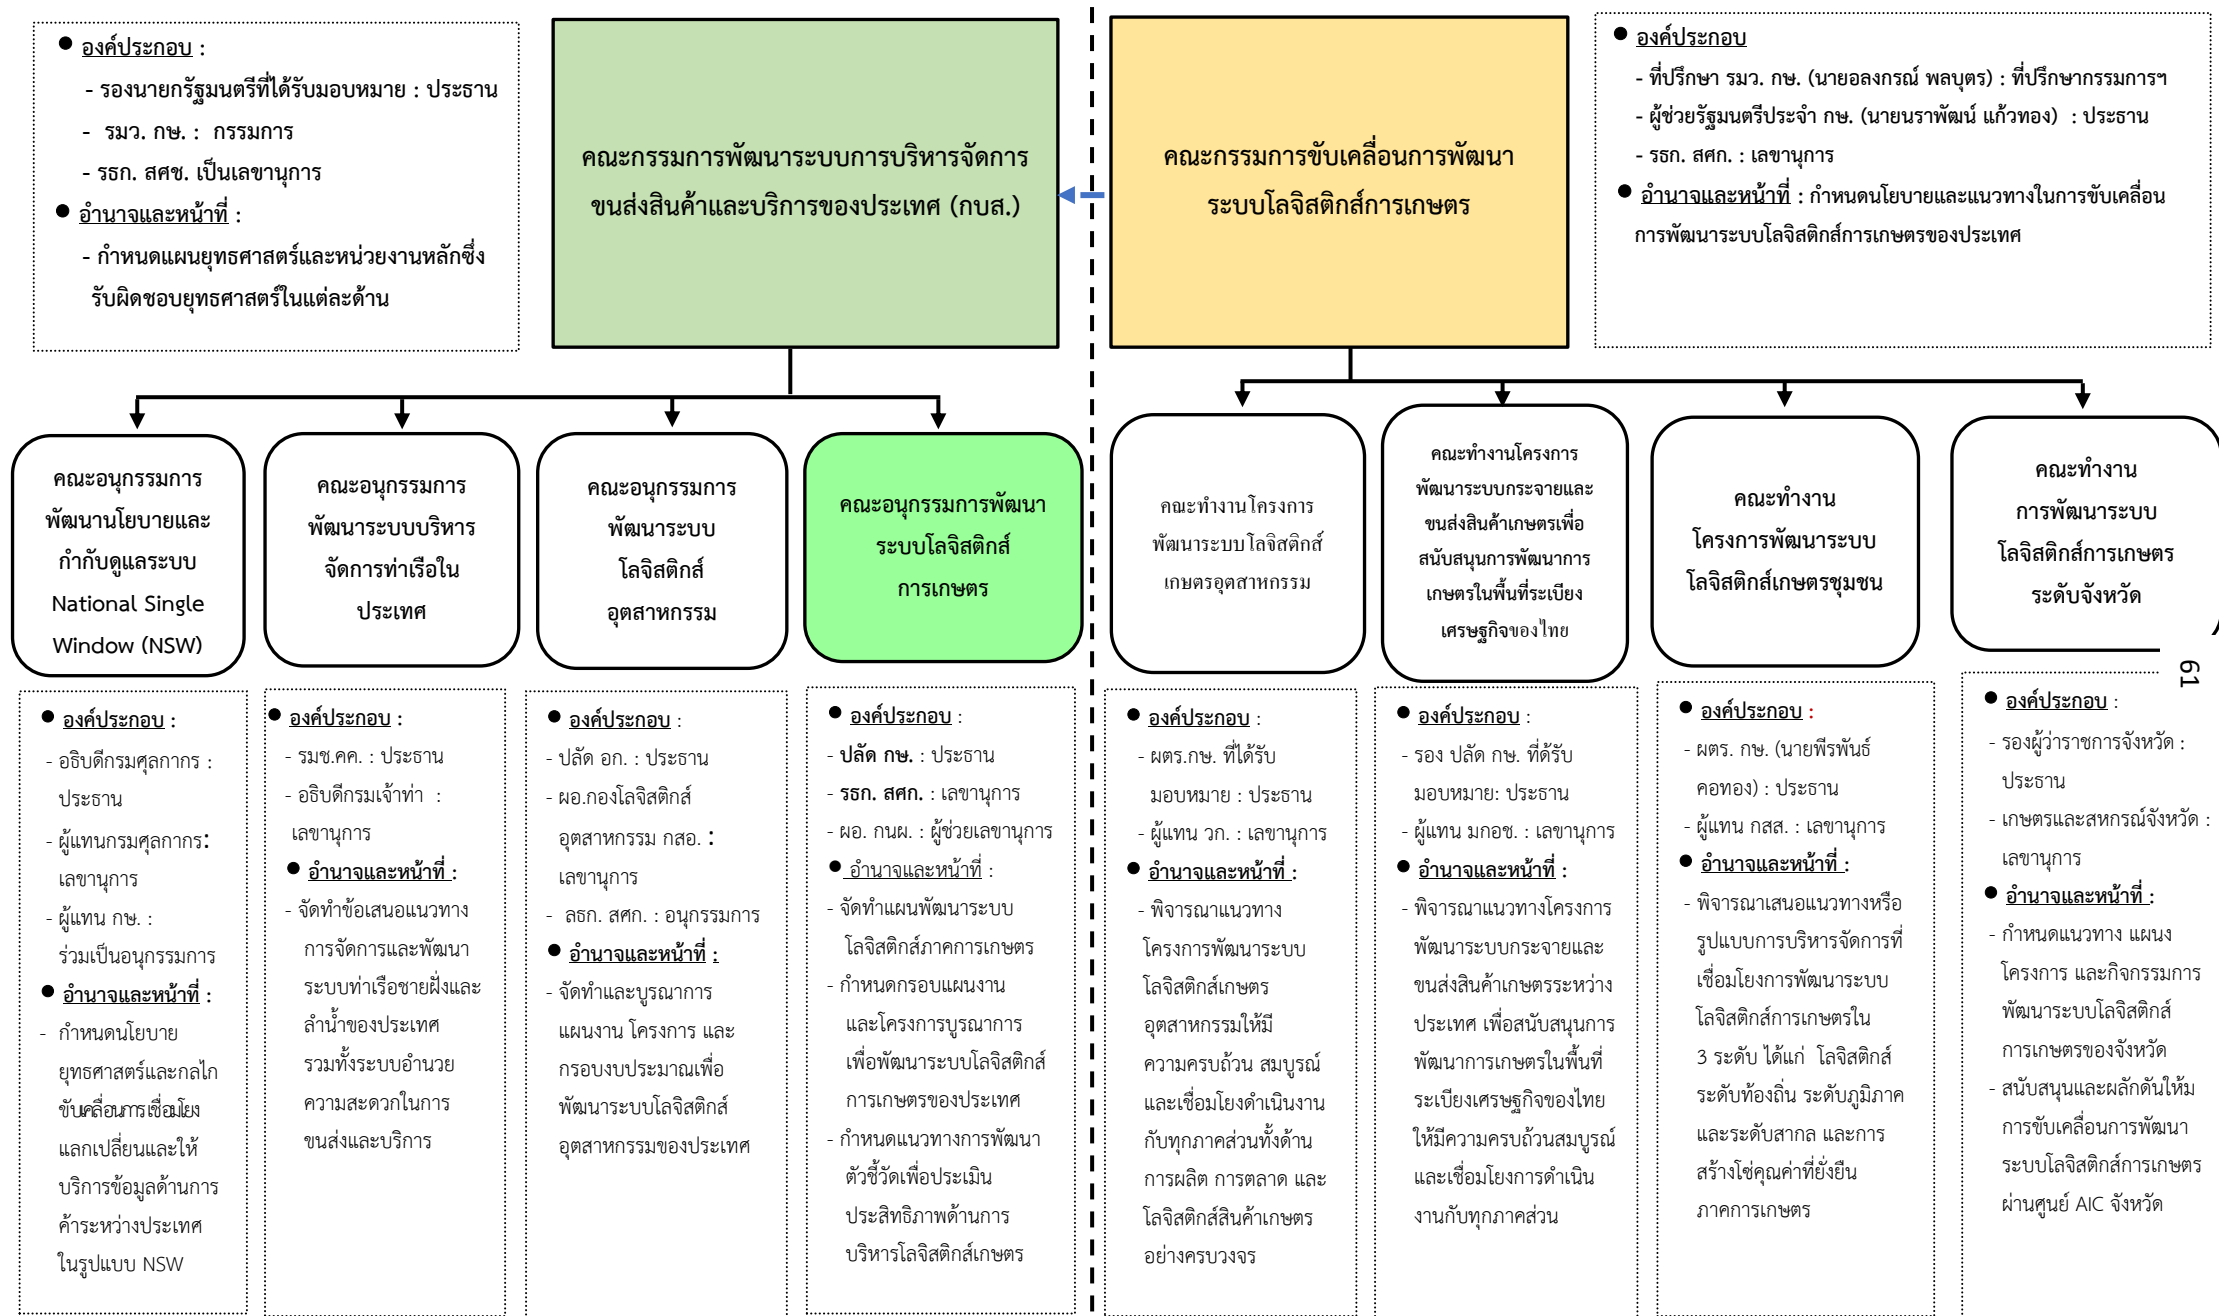 ● องค์ประกอบ :
- รองนายกรัฐมนตรีที่ได้รับมอบหมาย : ประธาน
- รมว. กษ. : กรรมการ
- รธก. สศช. เป็นเลขานุการ
● อำนาจและหน้าที่ :
- กำหนดแผนยุทธศาสตร์และหน่วยงานหลักซึ่ง
รับผิดชอบยุทธศาสตร์ในแต่ละด้าน
คณะกรรมการพัฒนาระบบการบริหารจัดการ
ขนส่งสินค้าและบริการของประเทศ (กบส.)
คณะกรรมการขับเคลื่อนการพัฒนา
ระบบโลจิสติกส์การเกษตร
● องค์ประกอบ
- ที่ปรึกษา รมว. กษ. (นายอลงกรณ์ พลบุตร) : ที่ปรึกษากรรมการฯ
- ผู้ช่วยรัฐมนตรีประจำ กษ. (นายนราพัฒน์ แก้วทอง) : ประธาน
- รธก. สศก. : เลขานุการ
● อำนาจและหน้าที่ : กำหนดนโยบายและแนวทางในการขับเคลื่อน
การพัฒนาระบบโลจิสติกส์การเกษตรของประเทศ
คณะอนุกรรมการ
พัฒนานโยบายและ
กำกับดูแลระบบ
National Single
Window (NSW)
คณะอนุกรรมการ
พัฒนาระบบบริหาร
จัดการท่าเรือใน
ประเทศ
คณะอนุกรรมการ
พัฒนาระบบ
โลจิสติกส์
อุตสาหกรรม
คณะอนุกรรมการพัฒนา
ระบบโลจิสติกส์
การเกษตร
คณะทำงานโครงการ
พัฒนาระบบโลจิสติกส์
เกษตรอุตสาหกรรม
คณะทำงานโครงการ
พัฒนาระบบกระจายและ
ขนส่งสินค้าเกษตรเพื่อ
สนับสนุนการพัฒนาการ
เกษตรในพื้นที่ระเบียง
เศรษฐกิจของไทย
คณะทำงาน
โครงการพัฒนาระบบ
โลจิสติกส์เกษตรชุมชน
คณะทำงาน
การพัฒนาระบบ
โลจิสติกส์การเกษตร
ระดับจังหวัด
61
● องค์ประกอบ :
- อธิบดีกรมศุลกากร :
ประธาน
- ผู้แทนกรมศุลกากร:
เลขานุการ
- ผู้แทน กษ. :
ร่วมเป็นอนุกรรมการ
● อำนาจและหน้าที่ :
- กำหนดนโยบาย
ยุทธศาสตร์และกลไก
ขับเคลื่อนการเชื่อมโยง
แลกเปลี่ยนและให้
บริการข้อมูลด้านการ
ค้าระหว่างประเทศ
ในรูปแบบ NSW
● องค์ประกอบ :
- รมช.คค. : ประธาน
- อธิบดีกรมเจ้าท่า :
เลขานุการ
● อำนาจและหน้าที่ :
- จัดทำข้อเสนอแนวทาง
การจัดการและพัฒนา
ระบบท่าเรือชายฝั่งและ
ลำน้ำของประเทศ
รวมทั้งระบบอำนวย
ความสะดวกในการ
ขนส่งและบริการ
● องค์ประกอบ :
- ปลัด อก. : ประธาน
-ผอ.กองโลจิสติกส์
อุตสาหกรรม กสอ. :
เลขานุการ
- ลธก. สศก. : อนุกรรมการ
● อำนาจและหน้าที่ :
- จัดทำและบูรณาการ
แผนงาน โครงการ และ
กรอบงบประมาณเพื่อ
พัฒนาระบบโลจิสติกส์
อุตสาหกรรมของประเทศ
● องค์ประกอบ :
- ปลัด กษ. : ประธาน
- รธก. สศก. : เลขานุการ
- ผอ. กนผ. : ผู้ช่วยเลขานุการ
● อำนาจและหน้าที่ :
- จัดทำแผนพัฒนาระบบ
โลจิสติกส์ภาคการเกษตร
- กำหนดกรอบแผนงาน
และโครงการบูรณาการ
เพื่อพัฒนาระบบโลจิสติกส์
การเกษตรของประเทศ
- กำหนดแนวทางการพัฒนา
ตัวชี้วัดเพื่อประเมิน
ประสิทธิภาพด้านการ
บริหารโลจิสติกส์เกษตร
● องค์ประกอบ :
- ผตร.กษ. ที่ได้รับ
มอบหมาย : ประธาน
- ผู้แทน วก. : เลขานุการ
● อำนาจและหน้าที่ :
- พิจารณาแนวทาง
โครงการพัฒนาระบบ
โลจิสติกส์เกษตร
อุตสาหกรรมให้มี
ความครบถ้วน สมบูรณ์
และเชื่อมโยงดำเนินงาน
กับทุกภาคส่วนทั้งด้าน
การผลิต การตลาด และ
โลจิสติกส์สินค้าเกษตร
อย่างครบวงจร
● องค์ประกอบ :
- รอง ปลัด กษ. ที่ด้รับ
มอบหมาย: ประธาน
- ผู้แทน มกอช. : เลขานุการ
● อำนาจและหน้าที่ :
- พิจารณาแนวทางโครงการ
พัฒนาระบบกระจายและ
ขนส่งสินค้าเกษตรระหว่าง
ประเทศ เพื่อสนับสนุนการ
พัฒนาการเกษตรในพื้นที่
ระเบียงเศรษฐกิจของไทย
ให้มีความครบถ้วนสมบูรณ์
และเชื่อมโยงการดำเนิน
งานกับทุกภาคส่วน
● องค์ประกอบ :
- ผตร. กษ. (นายพีรพันธ์
คอทอง) : ประธาน
- ผู้แทน กสส. : เลขานุการ
● อำนาจและหน้าที่ :
- พิจารณาเสนอแนวทางหรือ
รูปแบบการบริหารจัดการที่
เชื่อมโยงการพัฒนาระบบ
โลจิสติกส์การเกษตรใน
3 ระดับ ได้แก่ โลจิสติกส์
ระดับท้องถิ่น ระดับภูมิภาค
และระดับสากล และการ
สร้างโซ่คุณค่าที่ยั่งยืน
ภาคการเกษตร
● องค์ประกอบ :
- รองผู้ว่าราชการจังหวัด :
ประธาน
- เกษตรและสหกรณ์จังหวัด :
เลขานุการ
● อำนาจและหน้าที่ :
- กำหนดแนวทาง แผนง
โครงการ และกิจกรรมการ
พัฒนาระบบโลจิสติกส์
การเกษตรของจังหวัด
- สนับสนุนและผลักดันให้ม
การขับเคลื่อนการพัฒนา
ระบบโลจิสติกส์การเกษตร
ผ่านศูนย์ AIC จังหวัด